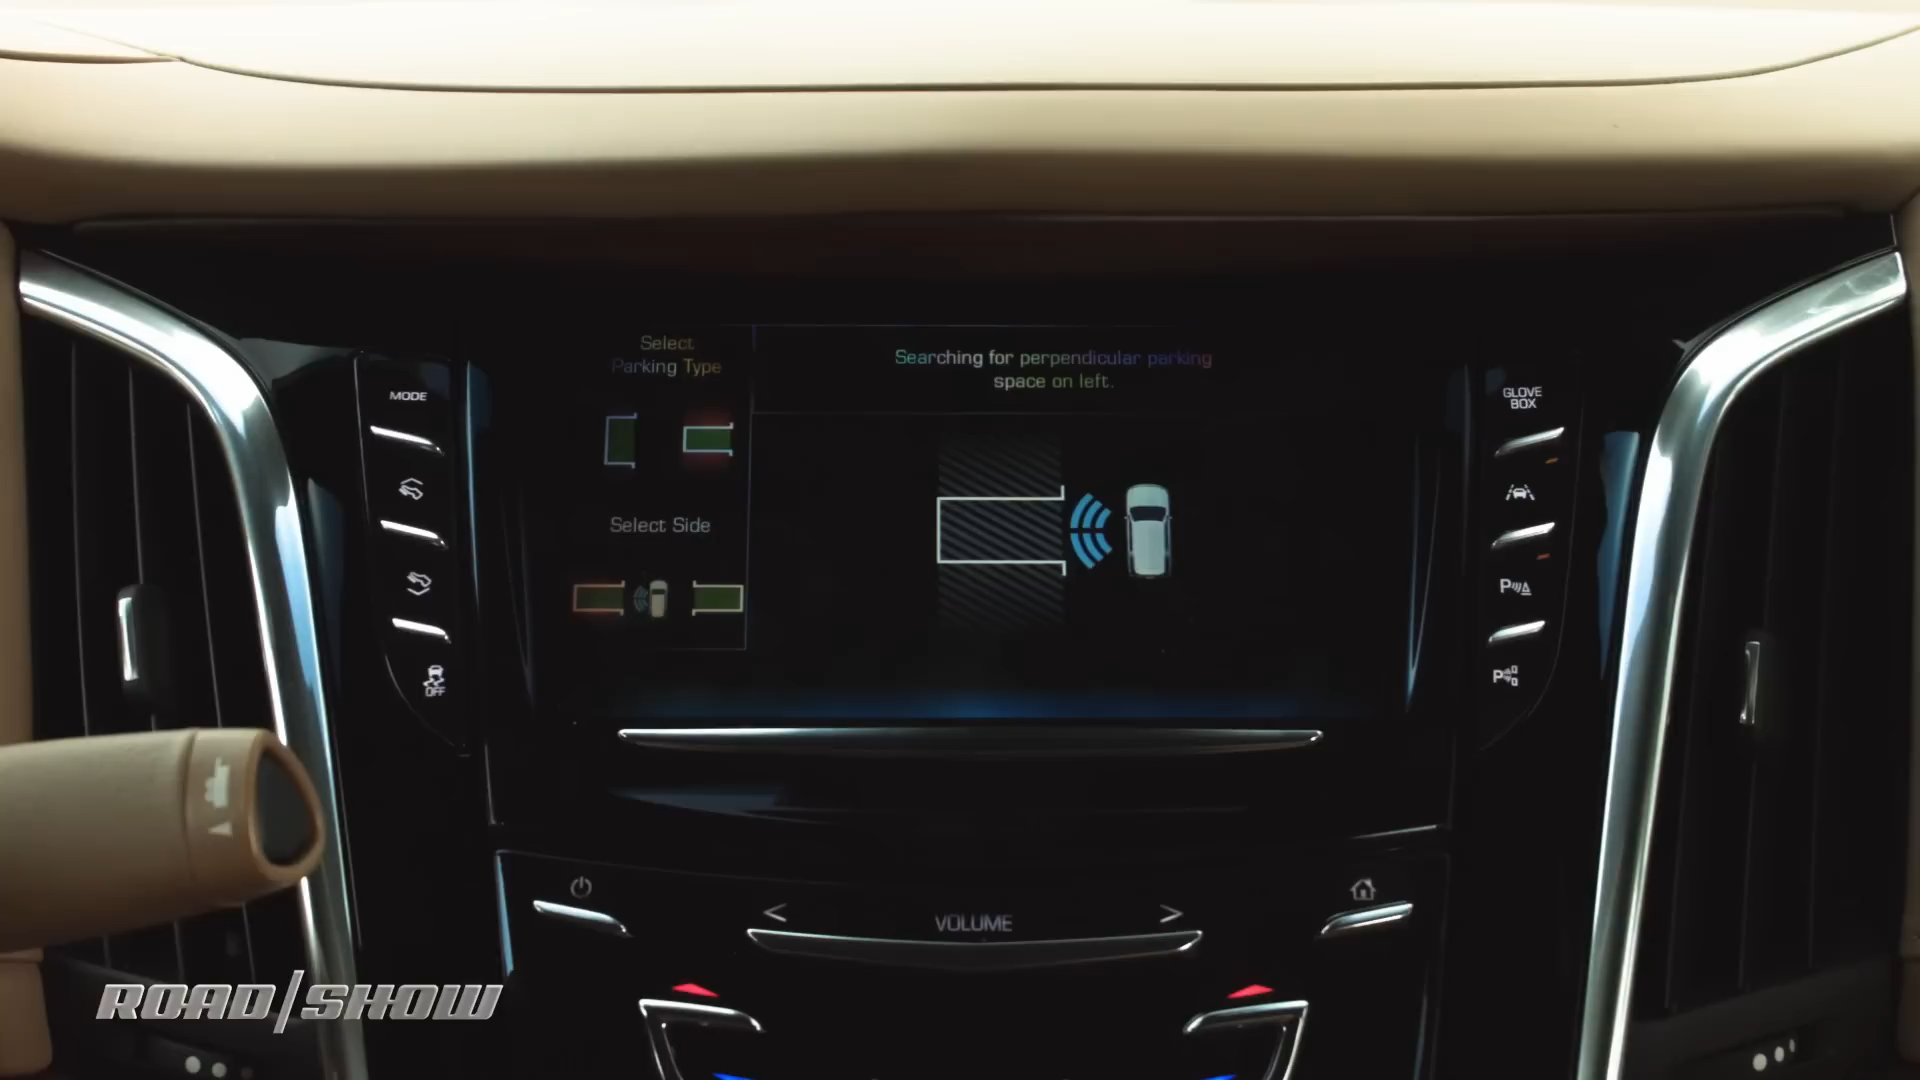 Select
Parking Type
Searching for perpendicular parking
space on left.
MODE
GLOVE
BOX
Select Side
P
OFF
P
VOLUME
ROAD/SHOW